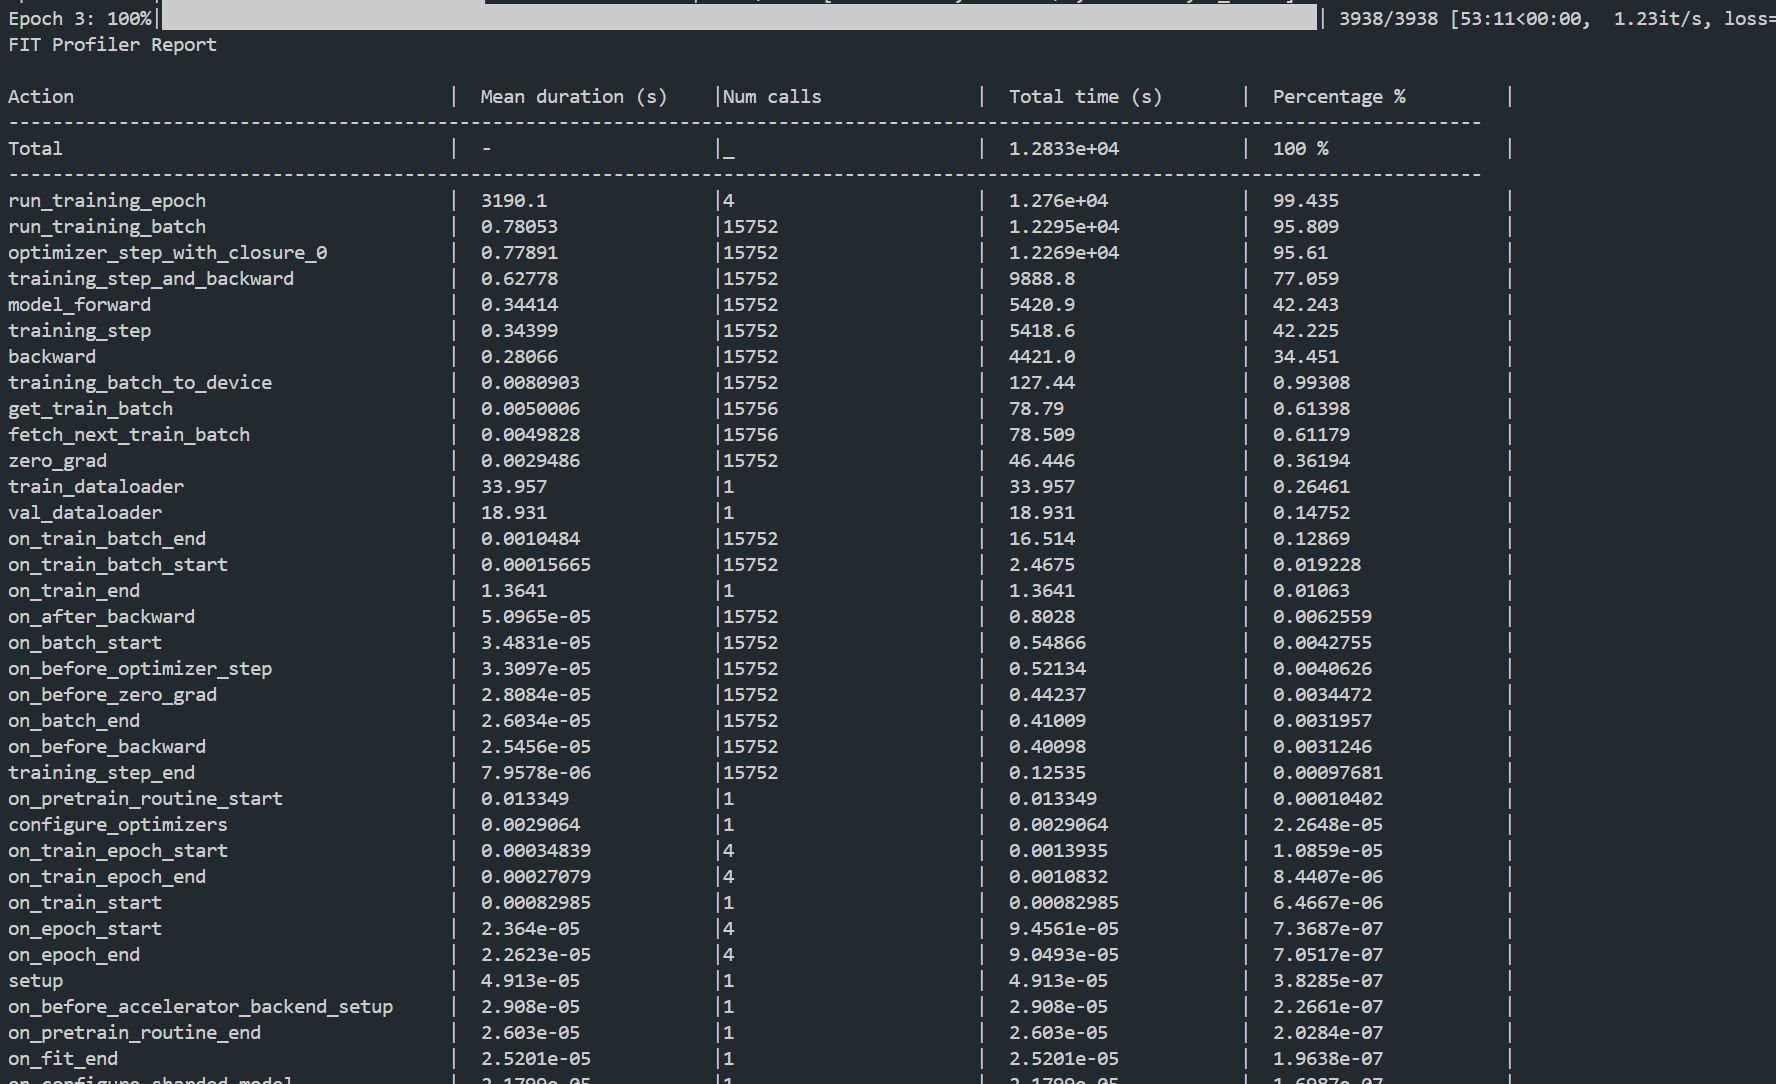 Epoch 3: 100%| | 3938/3938 [53:11<00:00,  1.23it/s, loss=
FIT Profiler Report
Action | Mean duration (s) |Num calls | Total time (s) | Percentage % |
Total | - |_ | 1.2833e+04 | 100 % |
run_training_epoch | 3190.1 |4 | 1.276e+04 | 99.435 |
run_training_batch | 0.78053 |15752 | 1.2295e+04 | 95.809 |
optimizer_step_with_closure_0 | 0.77891 |15752 | 1.2269e+04 | 95.61 |
training_step_and_backward | 0.62778 |15752 | 9888.8 | 77.059 |
model_forward | 0.34414 |15752 | 5420.9 | 42.243 |
training_step | 0.34399 |15752 | 5418.6 | 42.225 |
backward | 0.28066 |15752 | 4421.0 | 34.451 |
training_batch_to_device | 0.0080903 |15752 | 127.44 | 0.99308 |
get_train_batch | 0.0050006 |15756 | 78.79 | 0.61398 |
fetch_next_train_batch | 0.0049828 |15756 | 78.509 | 0.61179 |
zero_grad | 0.0029486 |15752 | 46.446 | 0.36194 |
train_dataloader | 33.957 |1 | 33.957 | 0.26461 |
val_dataloader | 18.931 |1 | 18.931 | 0.14752 |
on_train_batch_end | 0.0010484 |15752 | 16.514 | 0.12869 |
on_train_batch_start | 0.00015665 |15752 | 2.4675 | 0.019228 |
on_train_end | 1.3641 |1 | 1.3641 | 0.01063 |
on_after_backward | 5.0965e-05 |15752 | 0.8028 | 0.0062559 |
on_batch_start | 3.4831e-05 |15752 | 0.54866 | 0.0042755 |
on_before_optimizer_step | 3.3097e-05 |15752 | 0.52134 | 0.0040626 |
on_before_zero_grad | 2.8084e-05 |15752 | 0.44237 | 0.0034472 |
on_batch_end | 2.6034e-05 |15752 | 0.41009 | 0.0031957 |
on_before_backward | 2.5456e-05 |15752 | 0.40098 | 0.0031246 |
training_step_end | 7.9578e-06 |15752 | 0.12535 | 0.00097681 |
on_pretrain_routine_start | 0.013349 |1 | 0.013349 | 0.00010402 |
configure_optimizers | 0.0029064 |1 | 0.0029064 | 2.2648e-05 |
on_train_epoch_start | 0.00034839 |4 | 0.0013935 | 1.0859e-05 |
on_train_epoch_end | 0.00027079 |4 | 0.0010832 | 8.4407e-06 |
on_train_start | 0.00082985 |1 | 0.00082985 | 6.4667e-06 |
on_epoch_start | 2.364e-05 |4 | 9.4561e-05 | 7.3687e-07 |
on_epoch_end | 2.2623e-05 |4 | 9.0493e-05 | 7.0517e-07 |
setup | 4.913e-05 |1 | 4.913e-05 | 3.8285e-07 |
on_before_accelerator_backend_setup | 2.908e-05 |1 | 2.908e-05 | 2.2661e-07 |
on_pretrain_routine_end | 2.603e-05 |1 | 2.603e-05 | 2.0284e-07 |
on_fit_end | 2.5201e-05 |1 | 2.5201e-05 | 1.9638e-07 |
on_configure_sharded_model | 2.1799e-05 |1 | 2.1799e-05 | 1.6987e-07 |